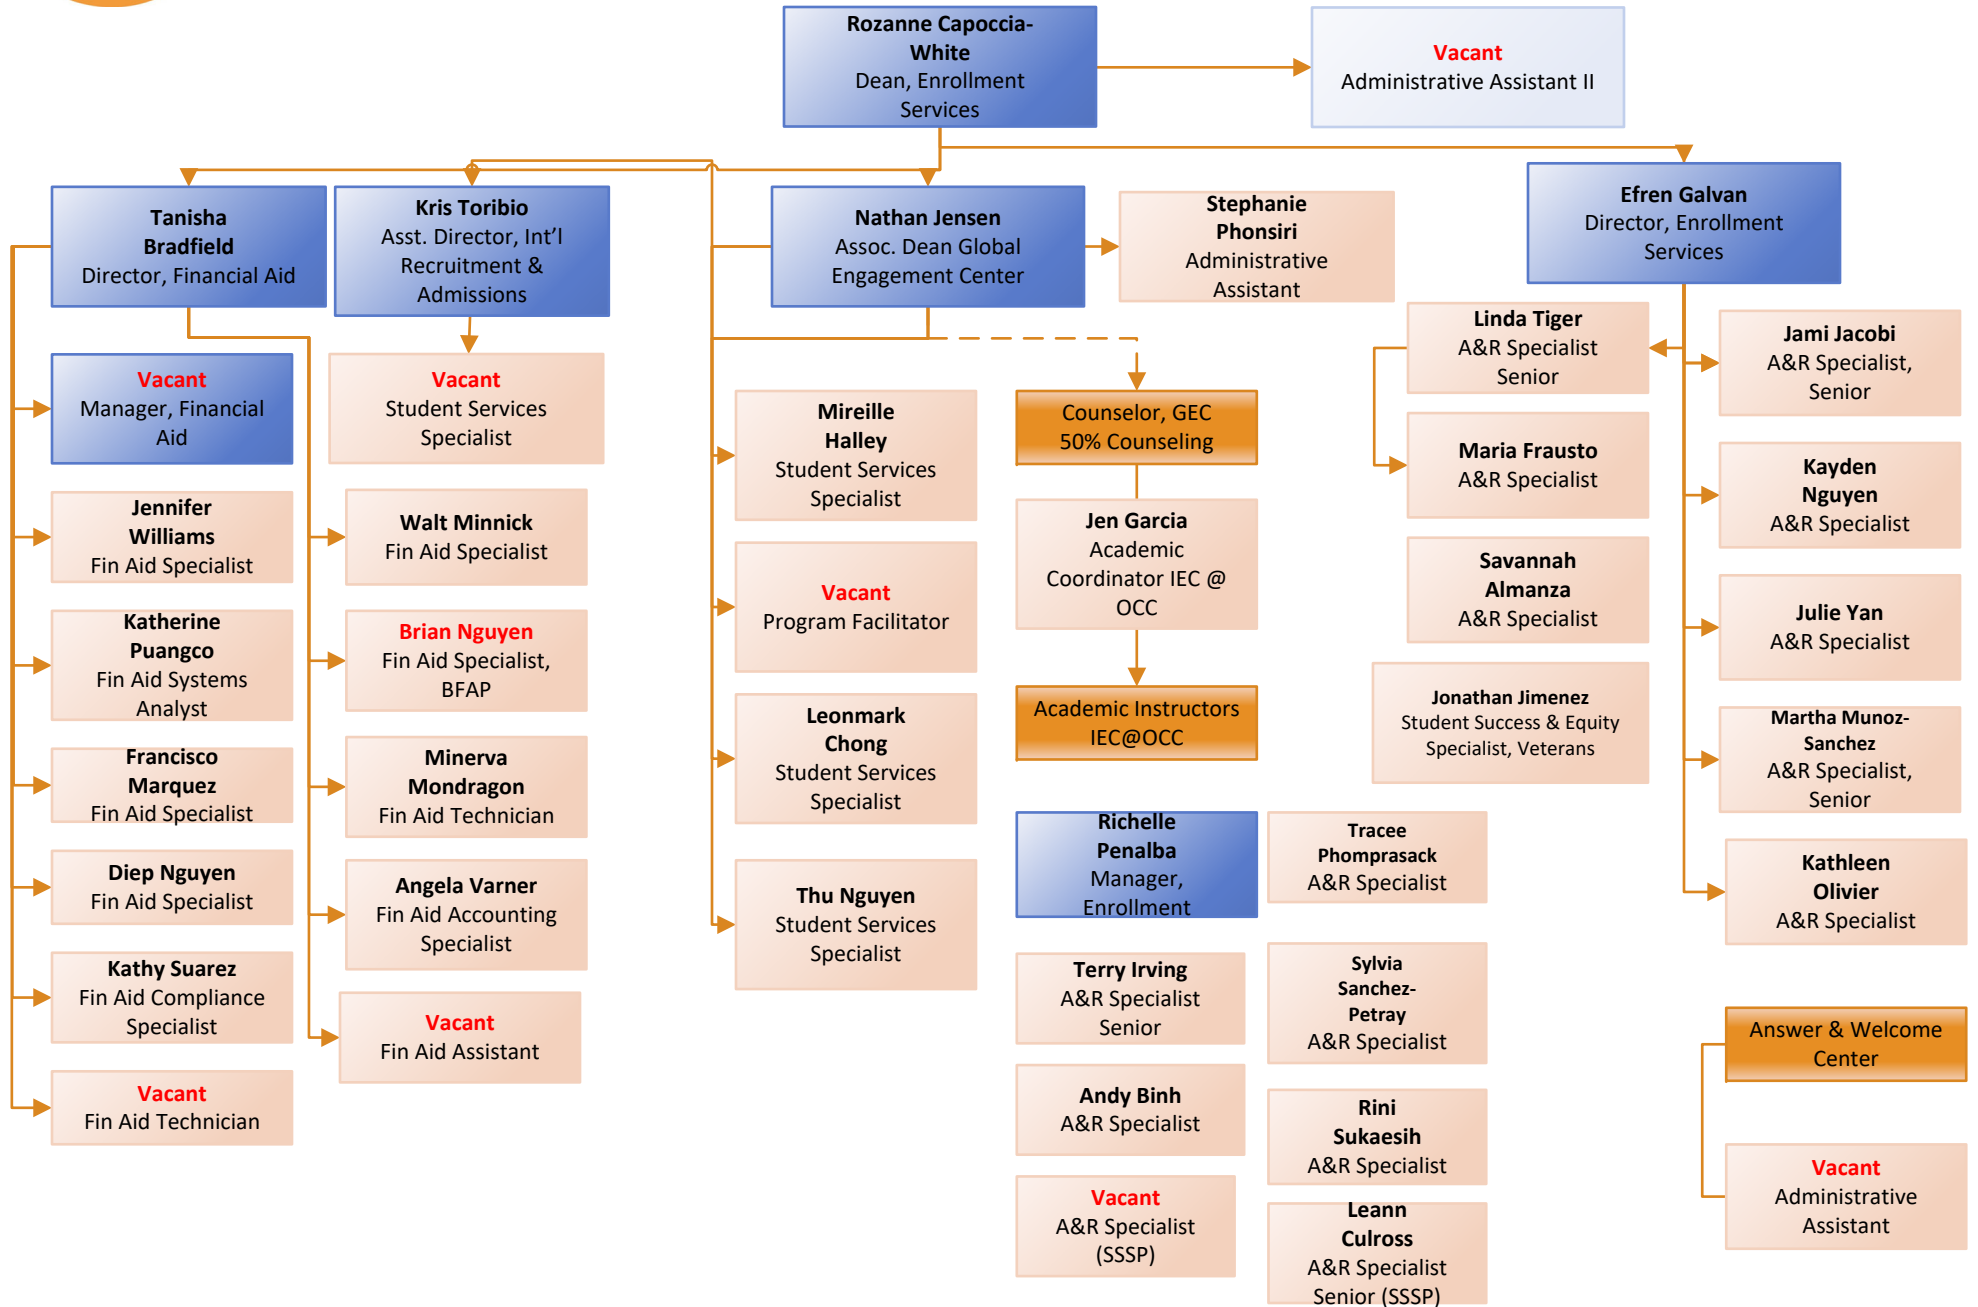 Rozanne Capoccia-
White
Dean, Enrollment
Services
Vacant
Administrative Assistant II
Tanisha
Bradfield
Director, Financial Aid
Kris Toribio
Asst. Director, Int’l
Recruitment &
Admissions
Nathan Jensen
Assoc. Dean Global
Engagement Center
Stephanie
Phonsiri
Administrative
Assistant
Efren Galvan
Director, Enrollment
Services
Vacant
Manager, Financial
Aid
Jennifer
Williams
Fin Aid Specialist
Katherine
Puangco
Fin Aid Systems
Analyst
Francisco
Marquez
Fin Aid Specialist
Diep Nguyen
Fin Aid Specialist
Kathy Suarez
Fin Aid Compliance
Specialist
Vacant
Fin Aid Technician
Vacant
Student Services
Specialist
Walt Minnick
Fin Aid Specialist
Brian Nguyen
Fin Aid Specialist,
BFAP
Minerva
Mondragon
Fin Aid Technician
Angela Varner
Fin Aid Accounting
Specialist
Vacant
Fin Aid Assistant
Mireille
Halley
Student Services
Specialist
Vacant
Program Facilitator
Leonmark
Chong
Student Services
Specialist
Thu Nguyen
Student Services
Specialist
Counselor, GEC
50% Counseling
Jen Garcia
Academic
Coordinator IEC @
OCC
Academic Instructors
IEC@OCC
Richelle
Penalba
Manager,
Enrollment
Terry Irving
A&R Specialist
Senior
Andy Binh
A&R Specialist
Vacant
A&R Specialist
(SSSP)
Tracee
Phomprasack
A&R Specialist
Sylvia
Sanchez-
Petray
A&R Specialist
Rini
Sukaesih
A&R Specialist
Leann
Culross
A&R Specialist
Senior (SSSP)
Linda Tiger
A&R Specialist
Senior
Maria Frausto
A&R Specialist
Savannah
Almanza
A&R Specialist
Jonathan Jimenez
Student Success & Equity
Specialist, Veterans
Jami Jacobi
A&R Specialist,
Senior
Kayden
Nguyen
A&R Specialist
Julie Yan
A&R Specialist
Martha Munoz-
Sanchez
A&R Specialist,
Senior
Kathleen
Olivier
A&R Specialist
Answer & Welcome
Center
Vacant
Administrative
Assistant